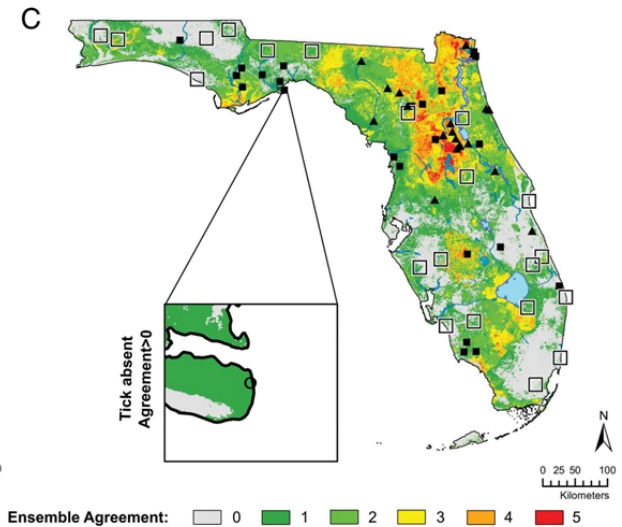 C
Tick absent
Agreement>0
N
0 25 50 100
Kilometers
Ensemble Agreement: 0 1 2 3 4 5